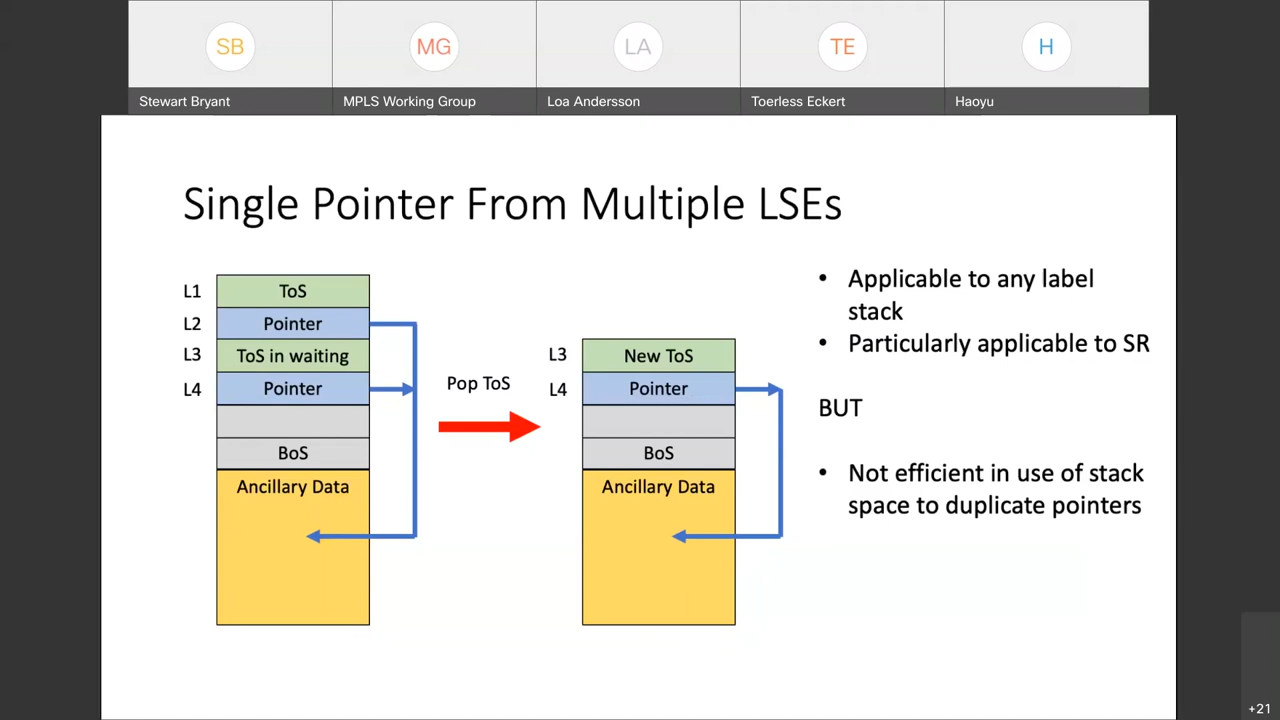 SB
MG
LA
TE
H
Stewart Bryant
MPLS Working Group
Loa Andersson
Toerless Eckert
Haoyu
Single Pointer From Multiple LSEs
L1
ToS
L2
Pointer
L3
ToS in waiting
L4
Pointer
BoS
Ancillary Data
Pop ToS
L3
New ToS
L4
Pointer
BoS
Ancillary Data
• Applicable to any label
stack
• Particularly applicable to SR
BUT
• Not efficient in use of stack
space to duplicate pointers
+21